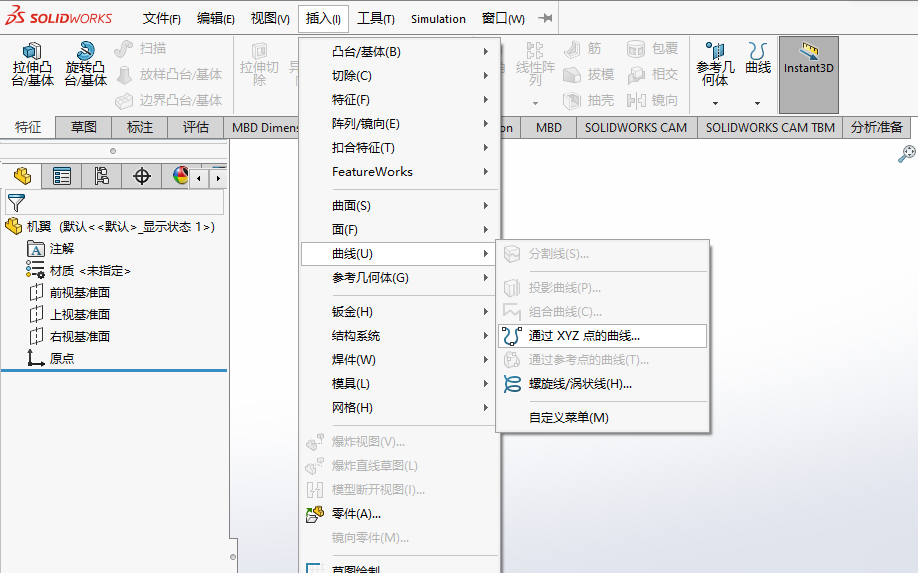 SOLIDWORKS 文件(F) 编辑(E) 视图(V) 插入(I) 工具(T) Simulation 窗口(W)
拉伸凸台/基体 旋转凸台/基体 扫描 放样凸台/基体 边界凸台/基体 拉伸切除 线性阵列 筋 拔模 抽壳 包覆 相交 镜向 参考几何体 曲线 Instant3D
特征 草图 标注 评估 MBD Dimens MBD SOLIDWORKS CAM SOLIDWORKS CAM TBM 分析准备
机翼 (默认<<默认>_显示状态 1>)
注解
材质 <未指定>
前视基准面
上视基准面
右视基准面
原点
凸台/基体(B)
切除(C)
特征(F)
阵列/镜向(E)
扣合特征(T)
FeatureWorks
曲面(S)
面(F)
曲线(U)
参考几何体(G)
钣金(H)
结构系统
焊件(W)
模具(L)
网格(H)
爆炸视图(V)...
爆炸直线草图(L)
模型断开视图(I)...
零件(A)...
镜向零件(M)...
草图绘制
分割线(S)...
投影曲线(P)...
组合曲线(C)...
通过 XYZ 点的曲线...
通过参考点的曲线(T)...
螺旋线/涡状线(H)...
自定义菜单(M)